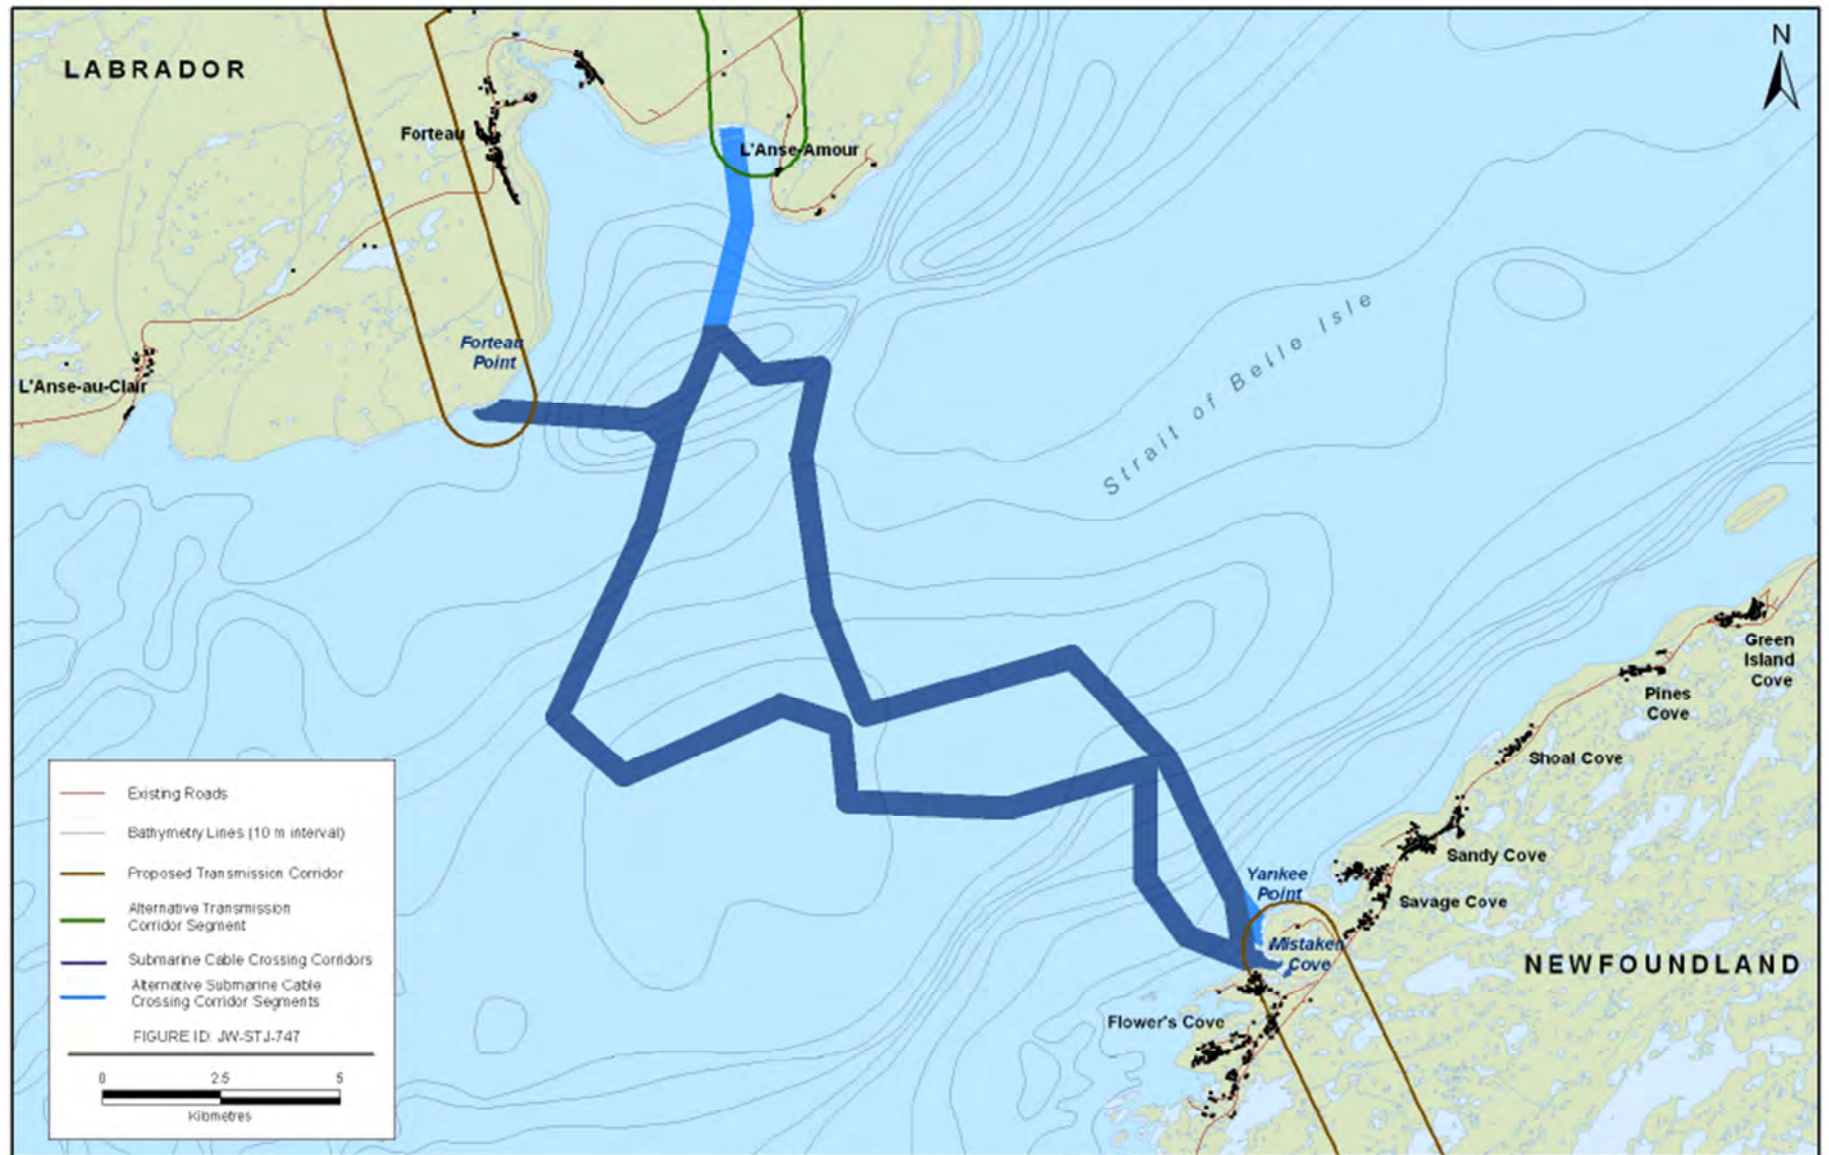 N
LABRADOR
Forteau
L'Anse-Amour
Strait of Belle Isle
Forteau
Point
L'Anse-au-Clair
Green
Island
Cove
Pines
Cove
Shoal Cove
Sandy Cove
Yankee
Point
Savage Cove
Mistaken
Cove
NEWFOUNDLAND
Flower's Cove
Existing Roads
Bathymetry Lines (10 m interval)
Proposed Transmission Corridor
Alternative Transmission
Corridor Segment
Submarine Cable Crossing Corridors
Alternative Submarine Cable
Crossing Corridor Segments
FIGURE ID: JW-STJ-747
0 2.5 5
Kilometres